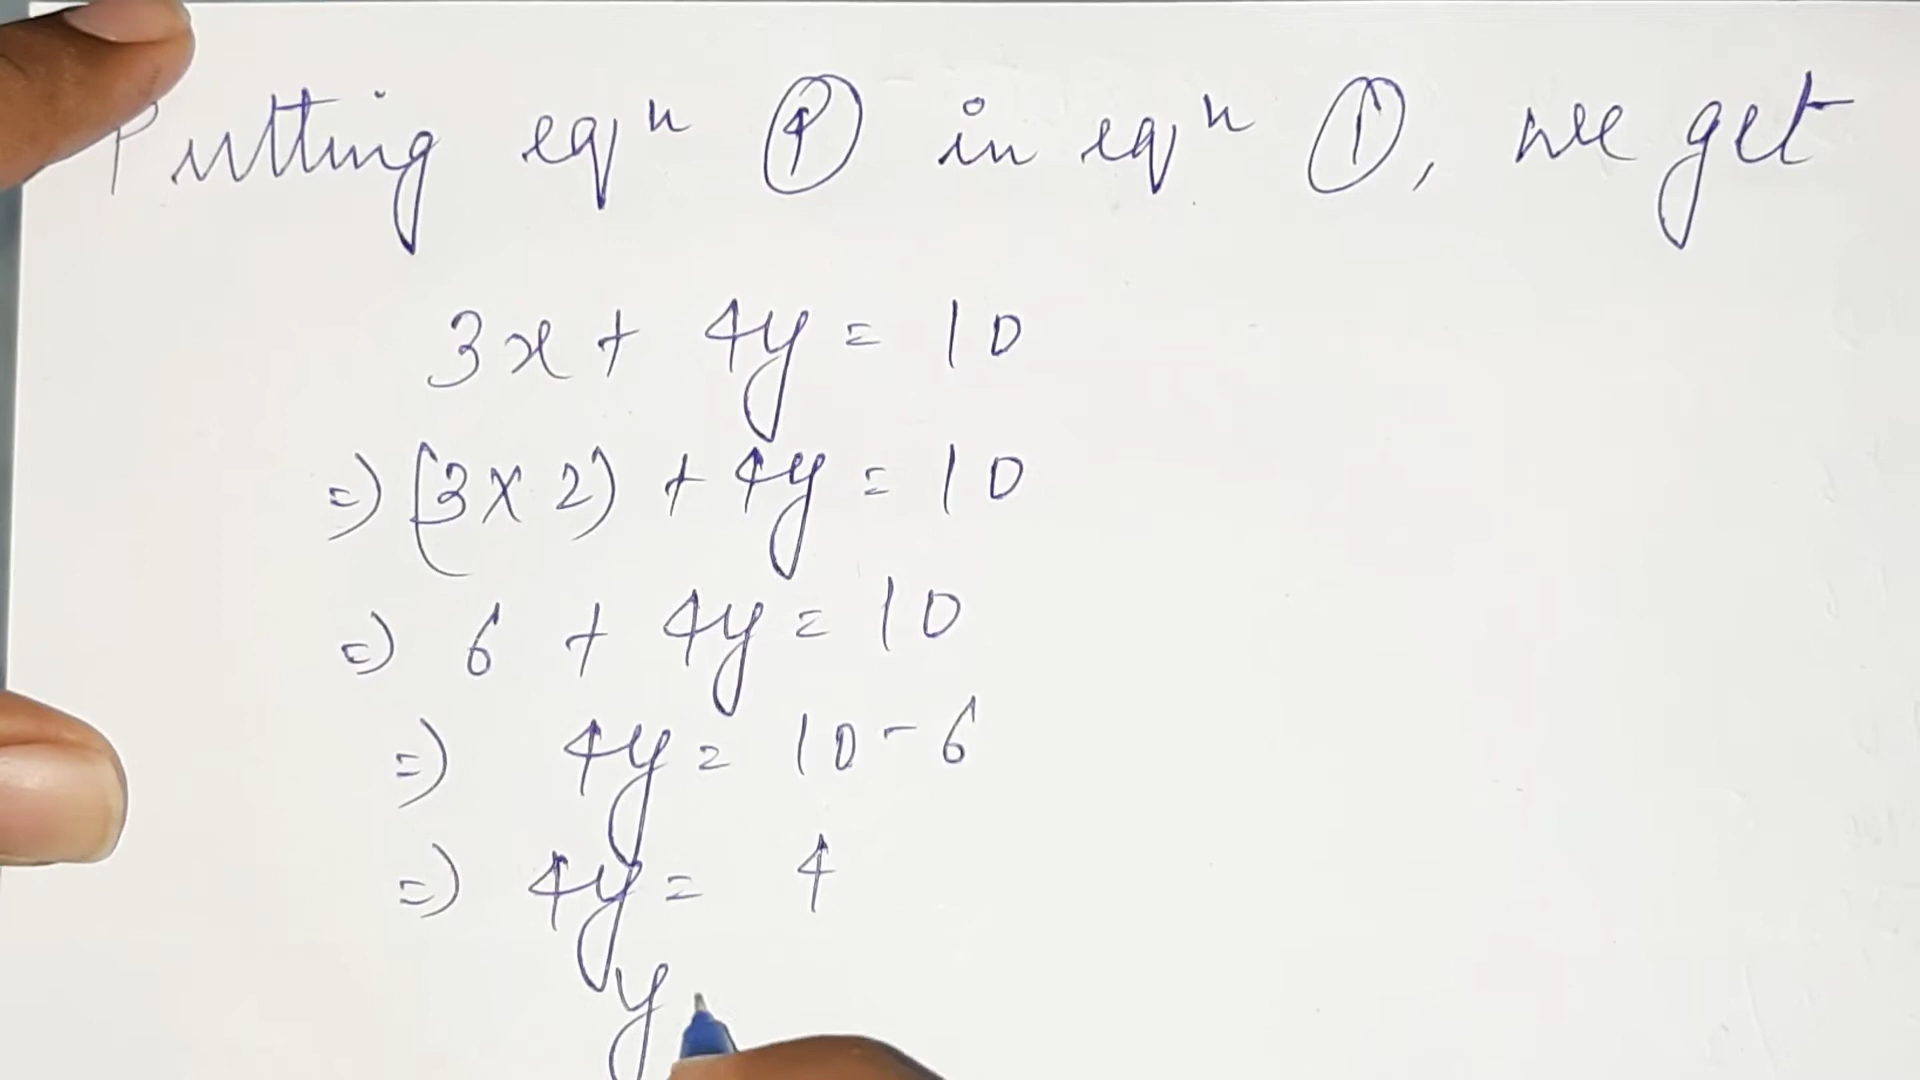 Putting eqⁿ ④ in eqⁿ ①, we get
3x + 4y = 10
=) (3 × 2) + 4y = 10
=) 6 + 4y = 10
=) 4y = 10 - 6
=) 4y = 4
y